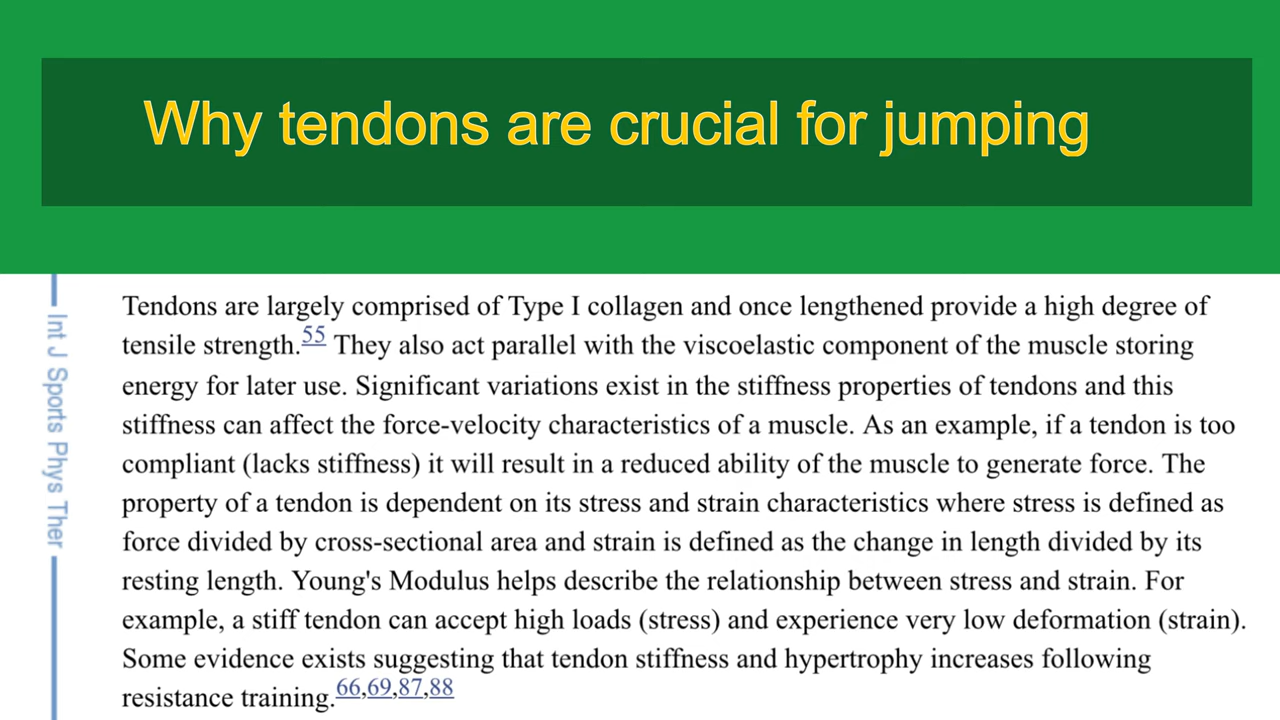 Why tendons are crucial for jumping
Int J Sports Phys Ther
Tendons are largely comprised of Type I collagen and once lengthened provide a high degree of
tensile strength.55 They also act parallel with the viscoelastic component of the muscle storing
energy for later use. Significant variations exist in the stiffness properties of tendons and this
stiffness can affect the force-velocity characteristics of a muscle. As an example, if a tendon is too
compliant (lacks stiffness) it will result in a reduced ability of the muscle to generate force. The
property of a tendon is dependent on its stress and strain characteristics where stress is defined as
force divided by cross-sectional area and strain is defined as the change in length divided by its
resting length. Young's Modulus helps describe the relationship between stress and strain. For
example, a stiff tendon can accept high loads (stress) and experience very low deformation (strain).
Some evidence exists suggesting that tendon stiffness and hypertrophy increases following
resistance training.66,69,87,88